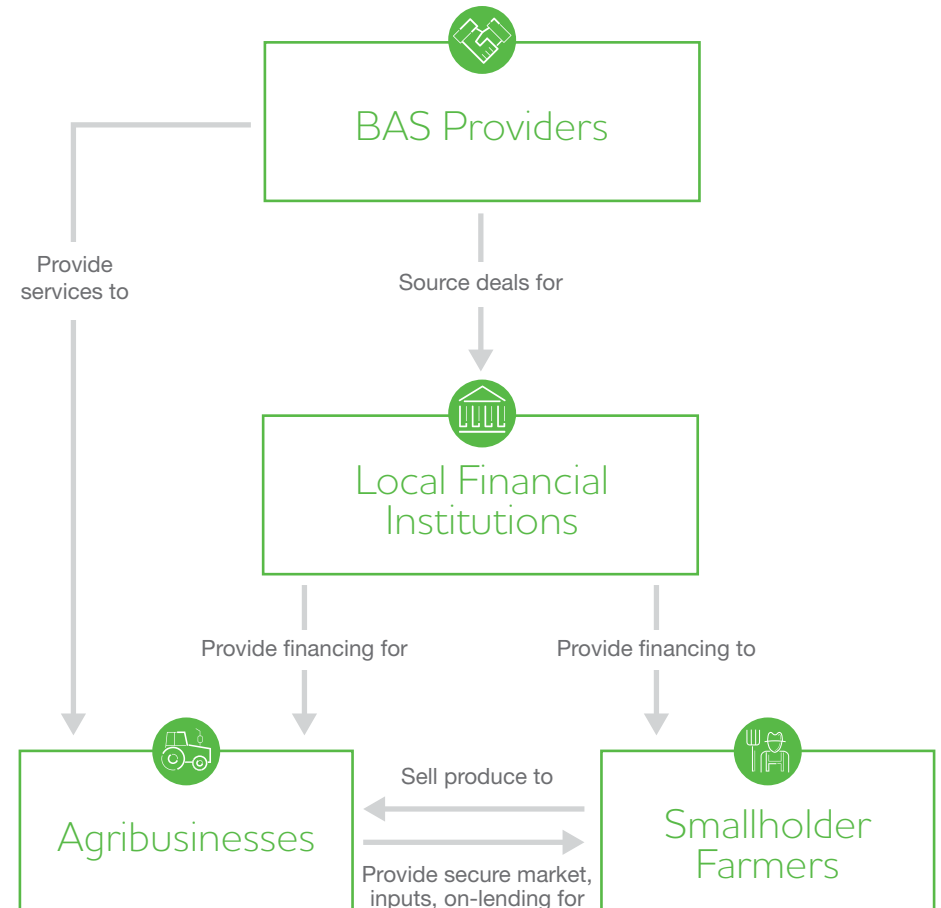 BAS Providers
Provide
services to
Source deals for
Local Financial
Institutions
Provide financing for
Provide financing to
Sell produce to
Agribusinesses
Smallholder
Farmers
Provide secure market,
inputs, on-lending for